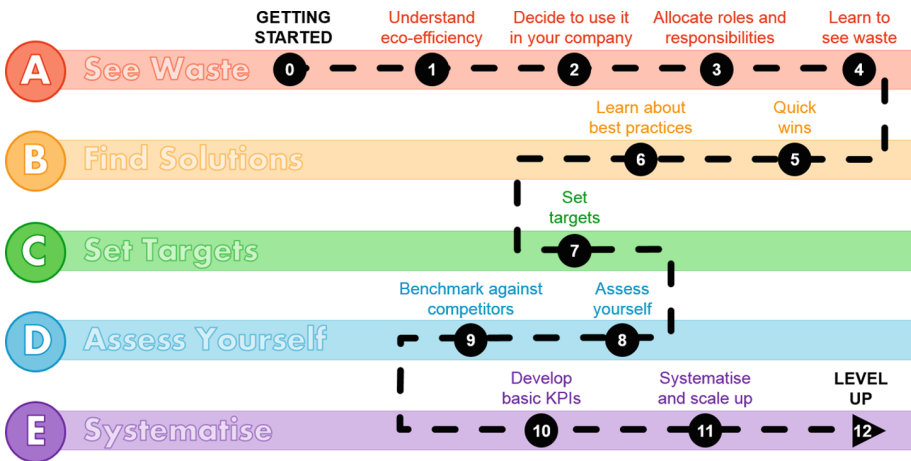 GETTING
STARTED
Understand
eco-efficiency
Decide to use it
in your company
Allocate roles and
responsibilities
Learn to
see waste
A See Waste 0 1 2 3 4
Learn about
best practices
Quick
wins
B Find Solutions 6 5
Set
targets
C Set Targets 7
Benchmark against
competitors
Assess
yourself
D Assess Yourself 9 8
Develop
basic KPIs
Systematise
and scale up
LEVEL
UP
E Systematise 10 11 12